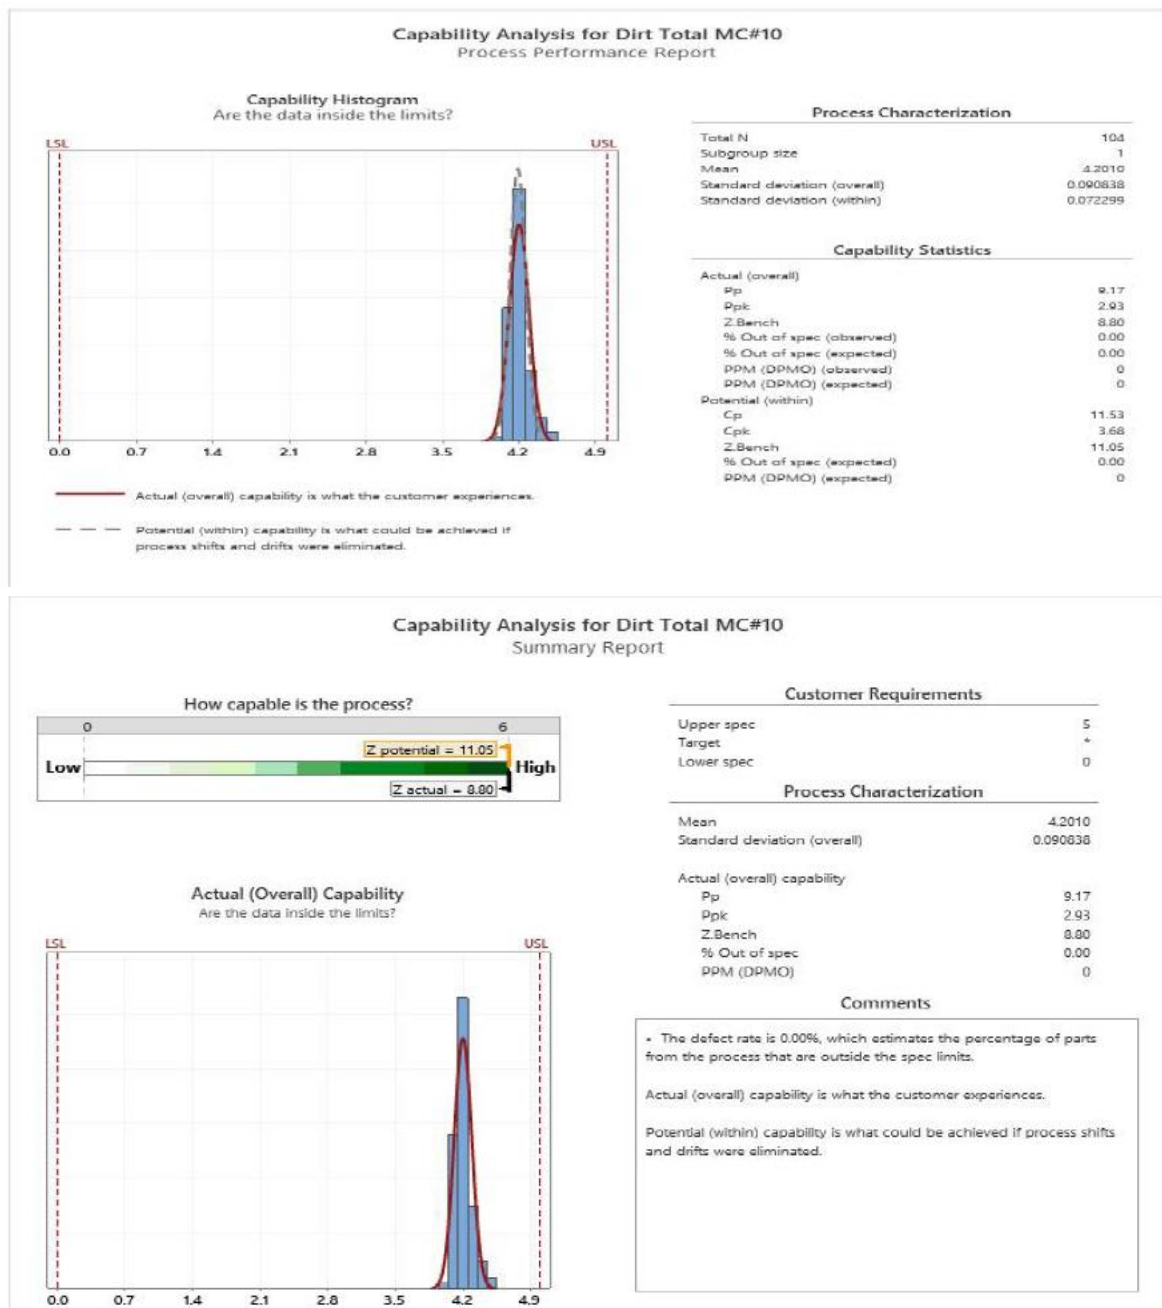 Capability Analysis for Dirt Total MC#10
Process Performance Report
Capability Histogram
Are the data inside the limits?
LSL USL
0.0 0.7 1.4 2.1 2.8 3.5 4.2 4.9
Actual (overall) capability is what the customer experiences.
Potential (within) capability is what could be achieved if
process shifts and drifts were eliminated.
Process Characterization
Total N 104
Subgroup size 1
Mean 4.2010
Standard deviation (overall) 0.090838
Standard deviation (within) 0.072299
Capability Statistics
Actual (overall)
Pp 9.17
Ppk 2.93
Z.Bench 8.80
% Out of spec (observed) 0.00
% Out of spec (expected) 0.00
PPM (DPMO) (observed) 0
PPM (DPMO) (expected) 0
Potential (within)
Cp 11.53
Cpk 3.68
Z.Bench 11.05
% Out of spec (expected) 0.00
PPM (DPMO) (expected) 0
Capability Analysis for Dirt Total MC#10
Summary Report
How capable is the process?
0 6
Z potential = 11.05
Low High
Z actual = 8.80
Actual (Overall) Capability
Are the data inside the limits?
LSL USL
0.0 0.7 1.4 2.1 2.8 3.5 4.2 4.9
Customer Requirements
Upper spec 5
Target *
Lower spec 0
Process Characterization
Mean 4.2010
Standard deviation (overall) 0.090838
Actual (overall) capability
Pp 9.17
Ppk 2.93
Z.Bench 8.80
% Out of spec 0.00
PPM (DPMO) 0
Comments
• The defect rate is 0.00%, which estimates the percentage of parts
from the process that are outside the spec limits.
Actual (overall) capability is what the customer experiences.
Potential (within) capability is what could be achieved if process shifts
and drifts were eliminated.